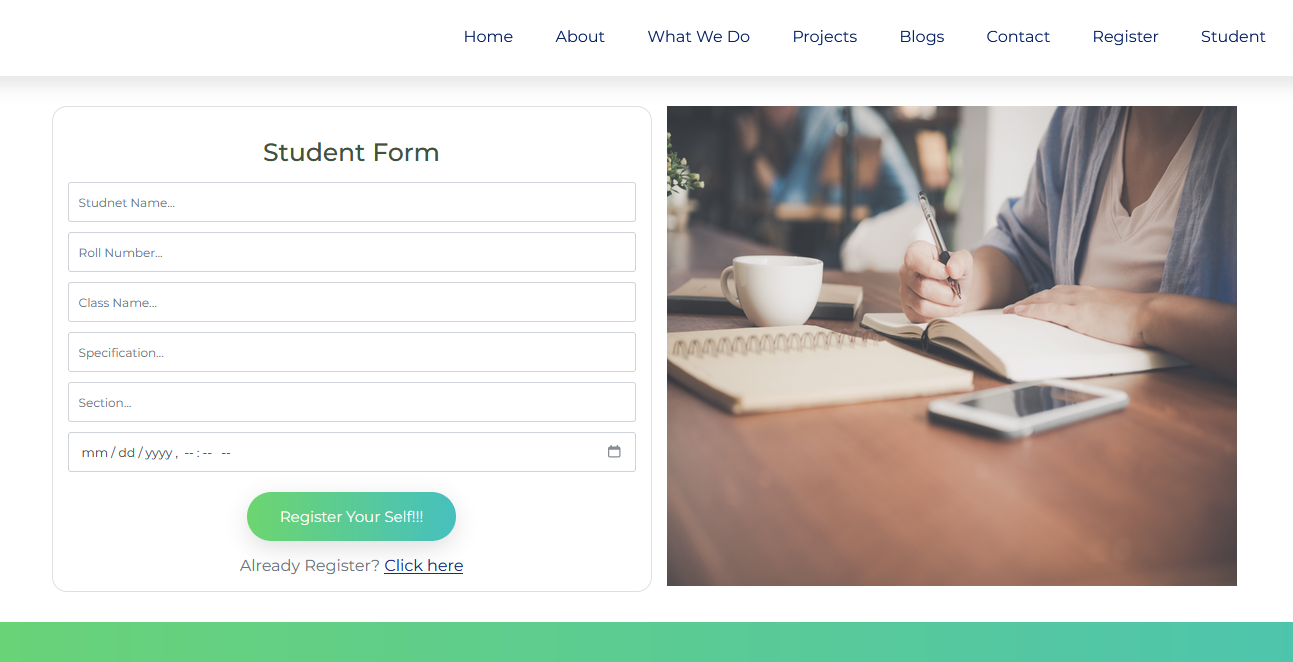 Home About What We Do Projects Blogs Contact Register Student
Student Form
Studnet Name...
Roll Number...
Class Name...
Specification...
Section...
mm/dd/yyyy, --:-- --
Register Your Self!!!
Already Register? Click here